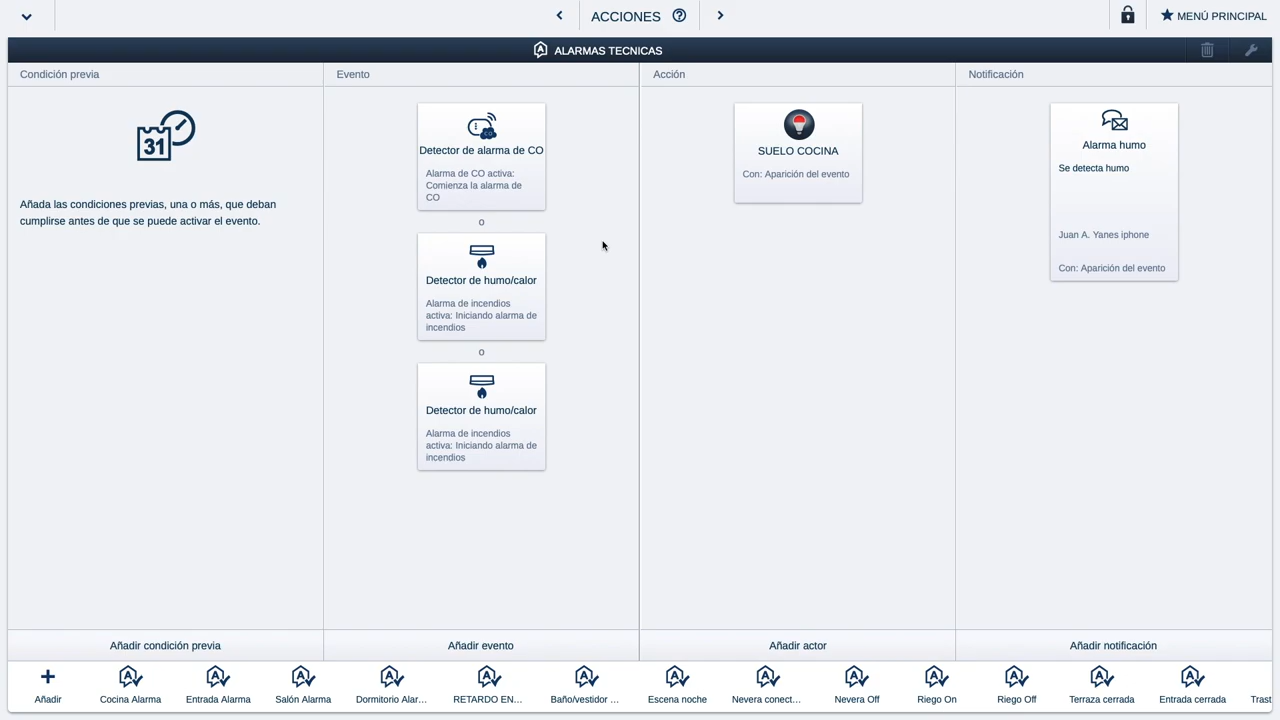 ACCIONES
MENÚ PRINCIPAL
ALARMAS TECNICAS
Condición previa
Evento
Acción
Notificación
31
Añada las condiciones previas, una o más, que deban
cumplirse antes de que se puede activar el evento.
Detector de alarma de CO
Alarma de CO activa:
Comienza la alarma de
CO
o
Detector de humo/calor
Alarma de incendios
activa: Iniciando alarma de
incendios
o
Detector de humo/calor
Alarma de incendios
activa: Iniciando alarma de
incendios
SUELO COCINA
Con: Aparición del evento
Alarma humo
Se detecta humo
Juan A. Yanes iphone
Con: Aparición del evento
Añadir condición previa
Añadir evento
Añadir actor
Añadir notificación
Añadir
Cocina Alarma
Entrada Alarma
Salón Alarma
Dormitorio Alar...
RETARDO EN...
Baño/vestidor ...
Escena noche
Nevera conect...
Nevera Off
Riego On
Riego Off
Terraza cerrada
Entrada cerrada
Trast